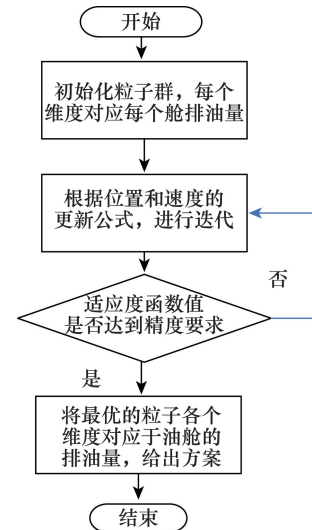 开始
初始化粒子群，每个
维度对应每个舱排油量
根据位置和速度的
更新公式，进行迭代
否
适应度函数值
是否达到精度要求
是
将最优的粒子各个
维度对应于油舱的
排油量，给出方案
结束